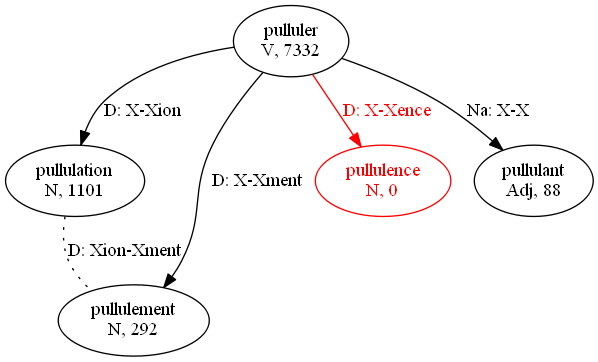 pulluler
V, 7332
D: X-Xion
D: X-Xence
Na: X-X
pullulation
N, 1101
D: X-Xment
pullulence
N, 0
pullulant
Adj, 88
D: Xion-Xment
pullulement
N, 292